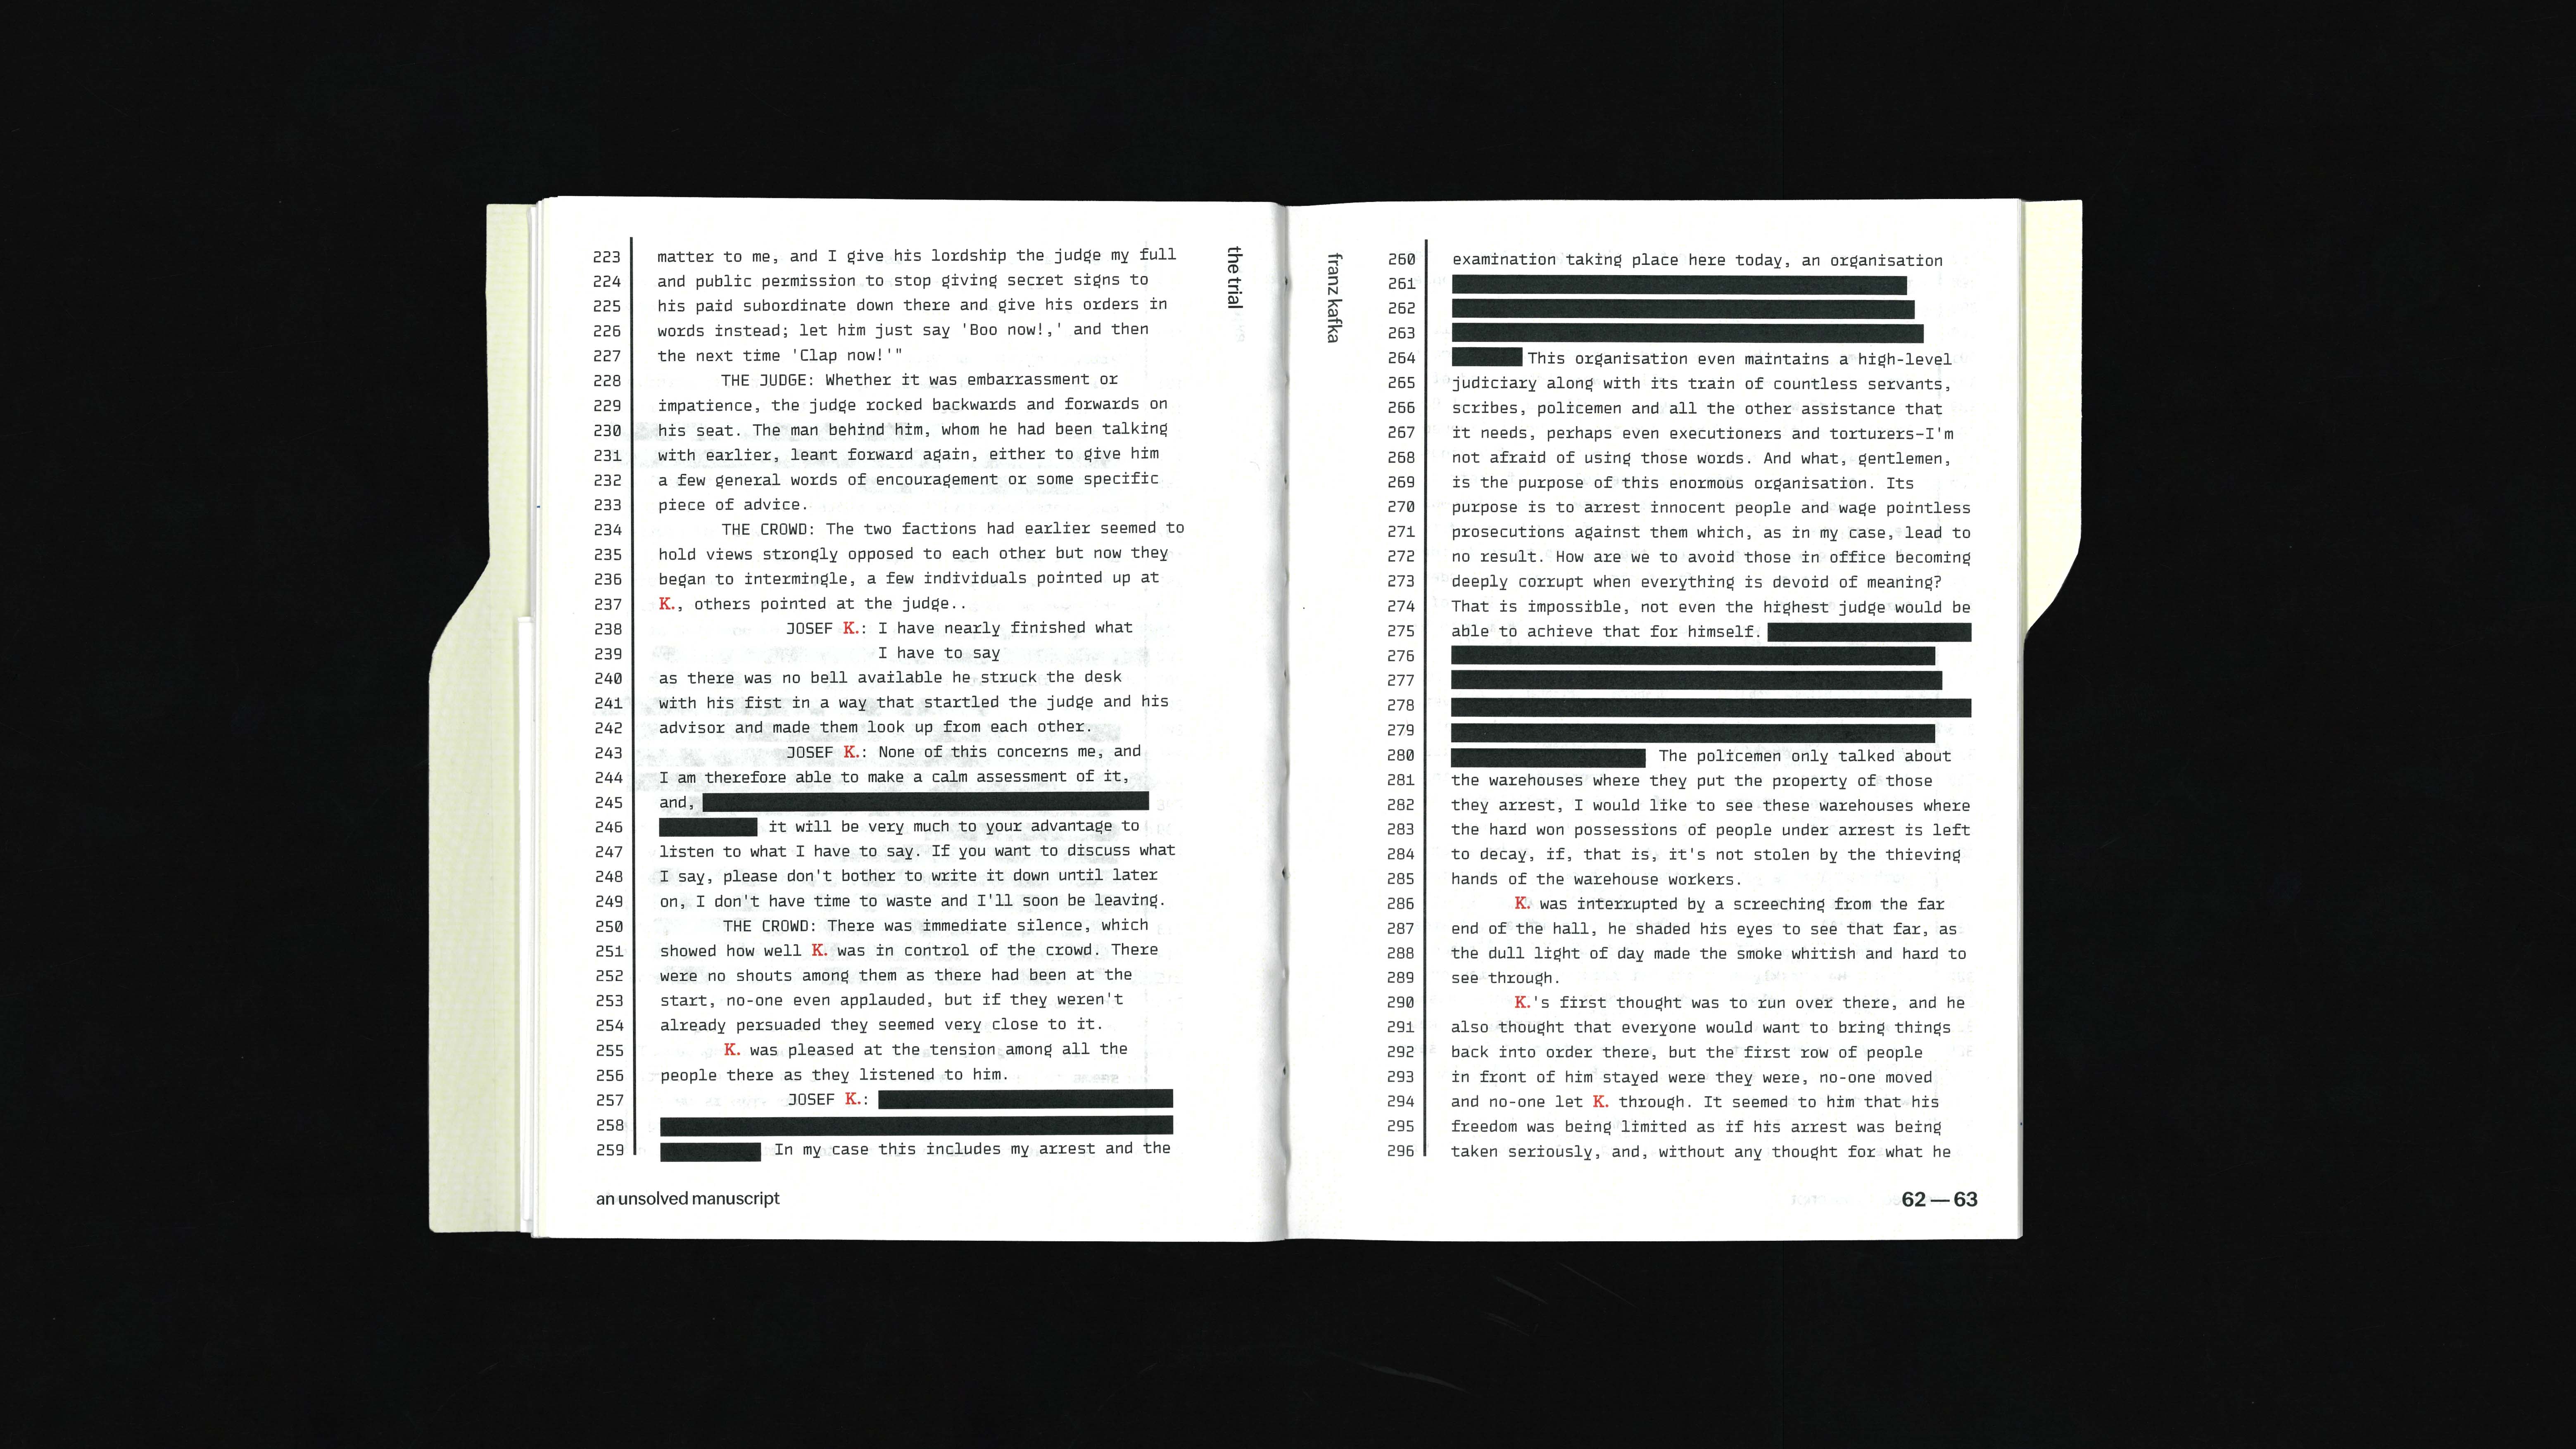 223 matter to me, and I give his lordship the judge my full
224 and public permission to stop giving secret signs to
225 his paid subordinate down there and give his orders in
226 words instead; let him just say 'Boo now!,' and then
227 the next time 'Clap now!'"
228 THE JUDGE: Whether it was embarrassment or
229 impatience, the judge rocked backwards and forwards on
230 his seat. The man behind him, whom he had been talking
231 with earlier, leant forward again, either to give him
232 a few general words of encouragement or some specific
233 piece of advice.
234 THE CROWD: The two factions had earlier seemed to
235 hold views strongly opposed to each other but now they
236 began to intermingle, a few individuals pointed up at
237 K., others pointed at the judge..
238 JOSEF K.: I have nearly finished what
239 I have to say
240 as there was no bell available he struck the desk
241 with his fist in a way that startled the judge and his
242 advisor and made them look up from each other.
243 JOSEF K.: None of this concerns me, and
244 I am therefore able to make a calm assessment of it,
245 and,
246 it will be very much to your advantage to
247 listen to what I have to say. If you want to discuss what
248 I say, please don't bother to write it down until later
249 on, I don't have time to waste and I'll soon be leaving.
250 THE CROWD: There was immediate silence, which
251 showed how well K. was in control of the crowd. There
252 were no shouts among them as there had been at the
253 start, no-one even applauded, but if they weren't
254 already persuaded they seemed very close to it.
255 K. was pleased at the tension among all the
256 people there as they listened to him.
257 JOSEF K.:
258
259 In my case this includes my arrest and the
an unsolved manuscript
the trial
franz kafka
260 examination taking place here today, an organisation
261
262
263
264 This organisation even maintains a high-level
265 judiciary along with its train of countless servants,
266 scribes, policemen and all the other assistance that
267 it needs, perhaps even executioners and torturers–I'm
268 not afraid of using those words. And what, gentlemen,
269 is the purpose of this enormous organisation. Its
270 purpose is to arrest innocent people and wage pointless
271 prosecutions against them which, as in my case, lead to
272 no result. How are we to avoid those in office becoming
273 deeply corrupt when everything is devoid of meaning?
274 That is impossible, not even the highest judge would be
275 able to achieve that for himself.
276
277
278
279
280 The policemen only talked about
281 the warehouses where they put the property of those
282 they arrest, I would like to see these warehouses where
283 the hard won possessions of people under arrest is left
284 to decay, if, that is, it's not stolen by the thieving
285 hands of the warehouse workers.
286 K. was interrupted by a screeching from the far
287 end of the hall, he shaded his eyes to see that far, as
288 the dull light of day made the smoke whitish and hard to
289 see through.
290 K.'s first thought was to run over there, and he
291 also thought that everyone would want to bring things
292 back into order there, but the first row of people
293 in front of him stayed were they were, no-one moved
294 and no-one let K. through. It seemed to him that his
295 freedom was being limited as if his arrest was being
296 taken seriously, and, without any thought for what he
62 — 63